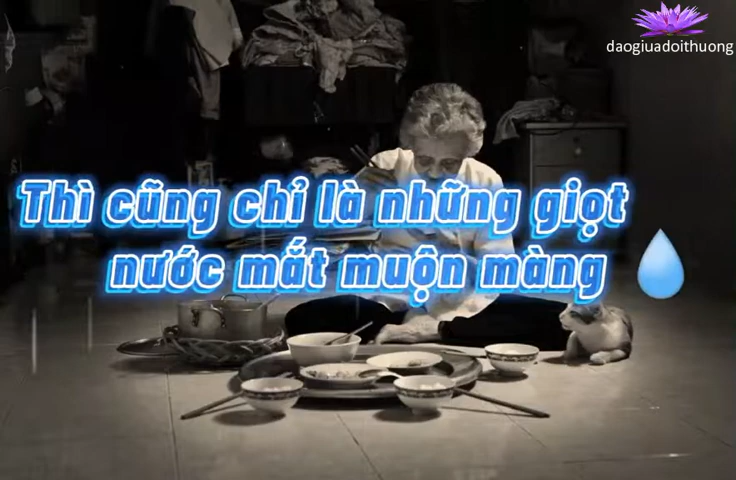 daogiuadoithuong
Thì cũng chỉ là những giọt
nước mắt muộn màng